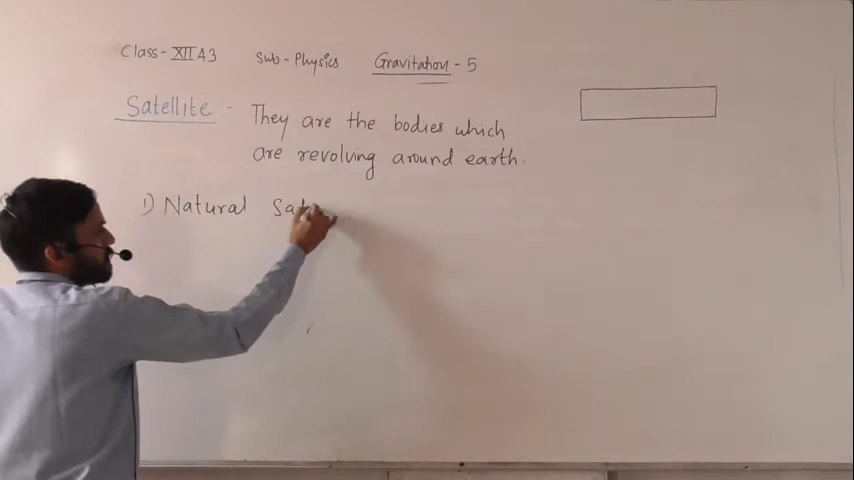 Class-XII A3 Sub-Physics Gravitation-5
Satellite:- They are the bodies which
are revolving around earth.
1) Natural Sat